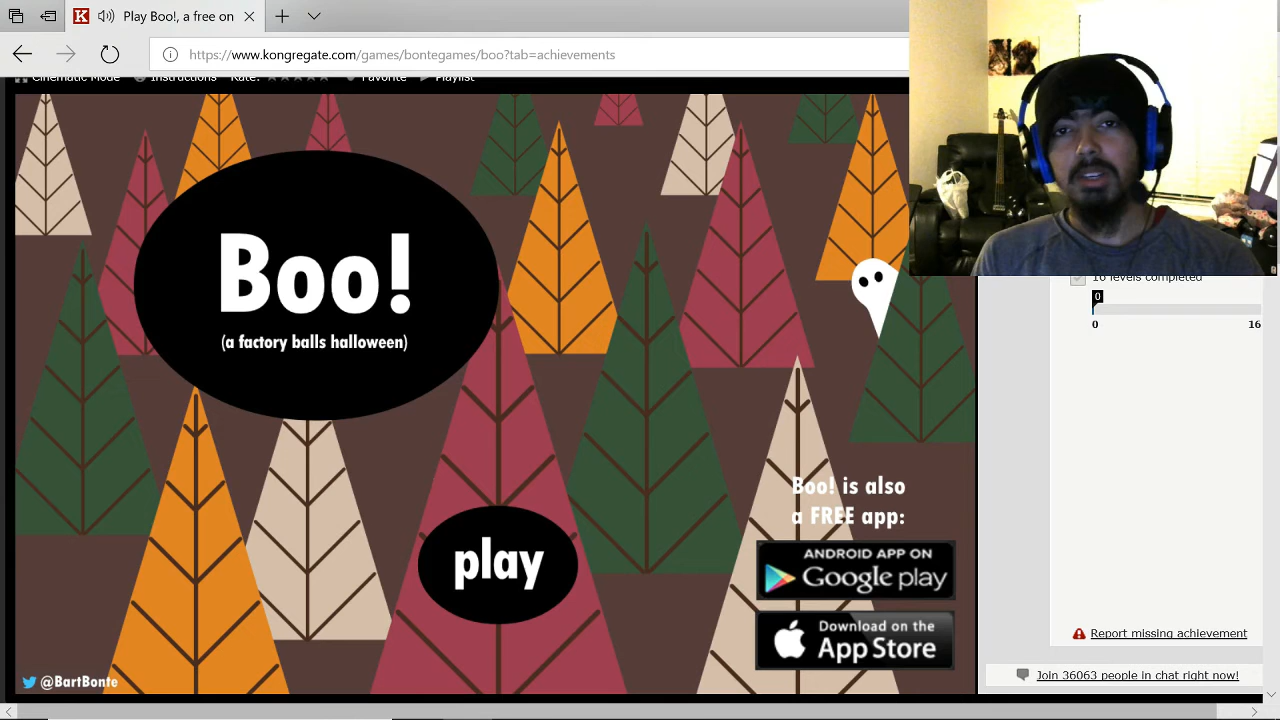 Play Boo!, a free on
https://www.kongregate.com/games/bontegames/boo?tab=achievements
Cinematic Mode Instructions Rate: Favorite Playlist
Boo!
(a factory balls halloween)
16 levels completed
0
0 16
Boo! is also
a FREE app:
play
ANDROID APP ON
Google play
Download on the
App Store
Report missing achievement
Join 36063 people in chat right now!
@BartBonte